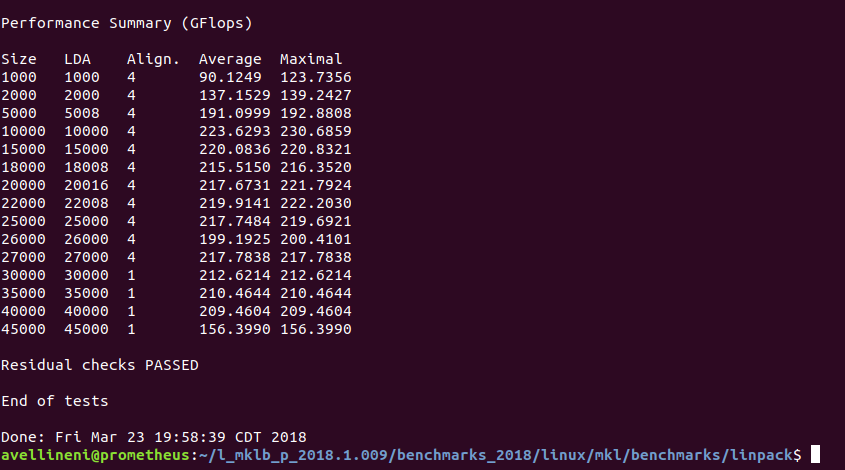 Performance Summary (GFlops)
Size   LDA    Align.  Average  Maximal
1000   1000   4       90.1249  123.7356
2000   2000   4       137.1529 139.2427
5000   5008   4       191.0999 192.8808
10000  10000  4       223.6293 230.6859
15000  15000  4       220.0836 220.8321
18000  18008  4       215.5150 216.3520
20000  20016  4       217.6731 221.7924
22000  22008  4       219.9141 222.2030
25000  25000  4       217.7484 219.6921
26000  26000  4       199.1925 200.4101
27000  27000  4       217.7838 217.7838
30000  30000  1       212.6214 212.6214
35000  35000  1       210.4644 210.4644
40000  40000  1       209.4604 209.4604
45000  45000  1       156.3990 156.3990
Residual checks PASSED
End of tests
Done: Fri Mar 23 19:58:39 CDT 2018
avellineni@prometheus:~/l_mklb_p_2018.1.009/benchmarks_2018/linux/mkl/benchmarks/linpack$